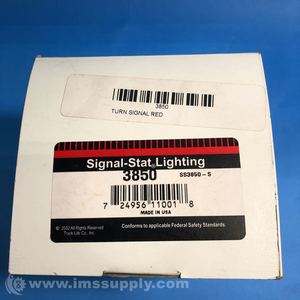 3850
TURN SIGNAL RED
Signal-Stat Lighting
3850 SS3850-S
7 24956 11001 8
MADE IN USA
© 2002 All Rights Reserved
Truck-Lite Co., Inc.
Conforms to applicable Federal Safety Standards.
© www.imssupply.com